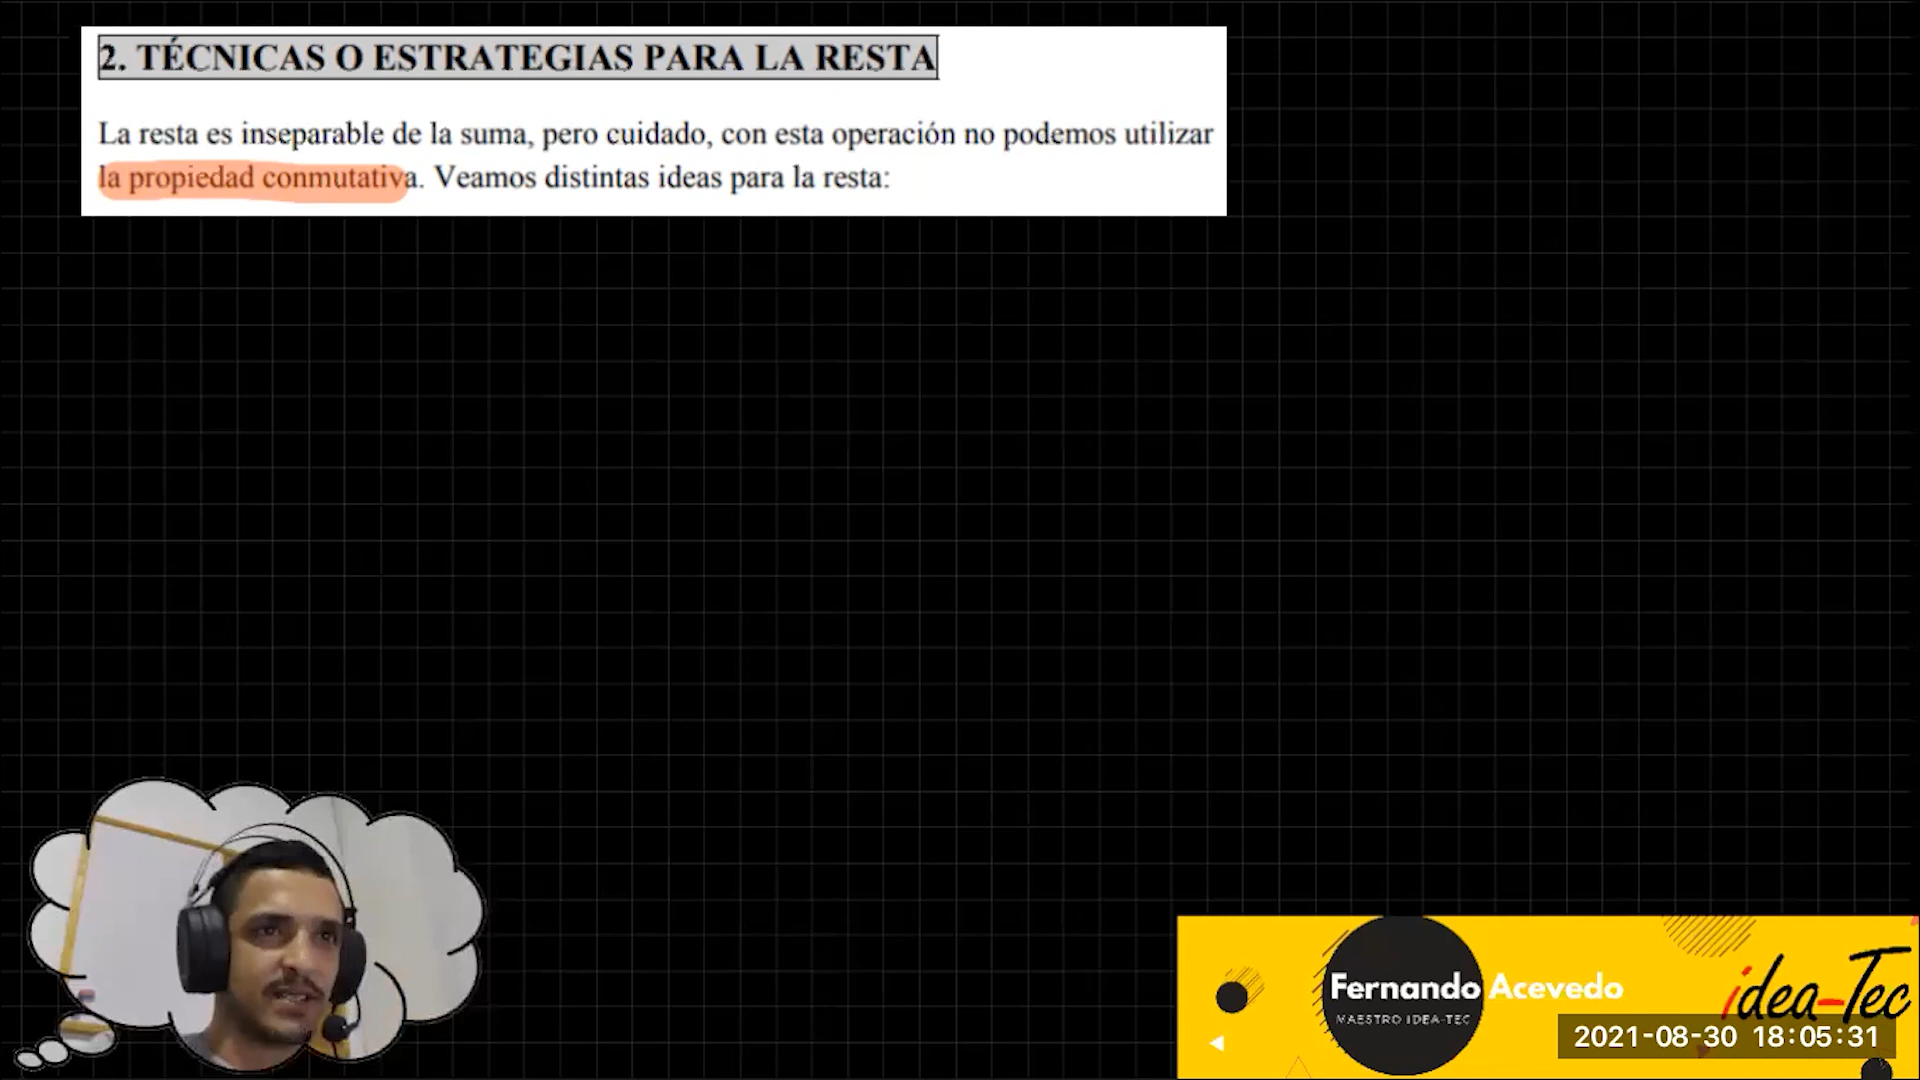 2. TÉCNICAS O ESTRATEGIAS PARA LA RESTA
La resta es inseparable de la suma, pero cuidado, con esta operación no podemos utilizar
la propiedad conmutativa. Veamos distintas ideas para la resta:
Fernando Acevedo
MAESTRO IDEA-TEC
idea-Tec
2021-08-30 18:05:31